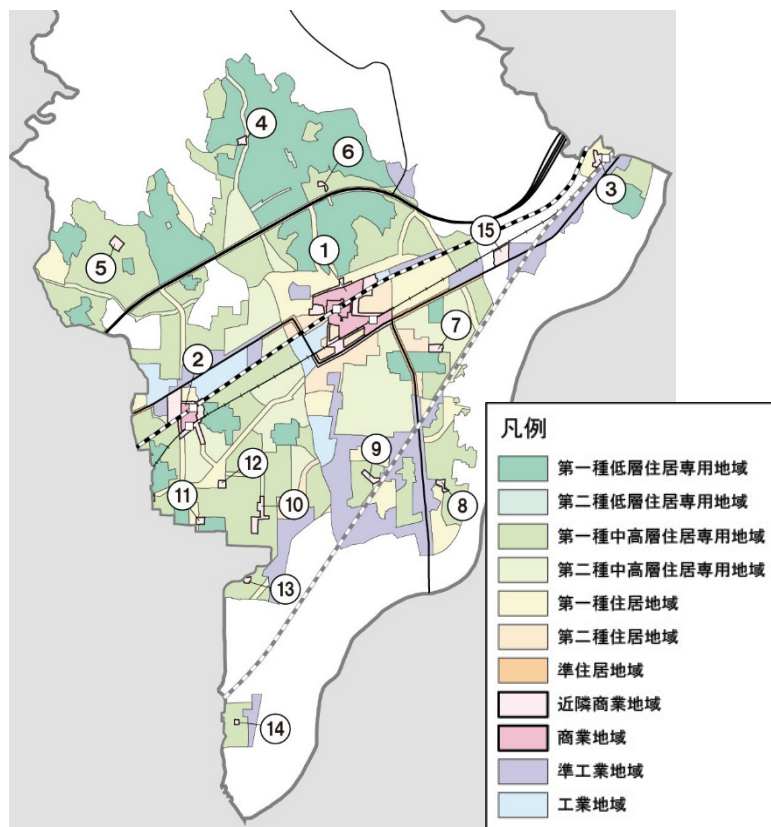 ④
⑥
③
⑤
①
⑮
②
⑦
⑫
⑨
⑪
⑩
⑧
⑬
⑭
凡例
第一種低層住居専用地域
第二種低層住居専用地域
第一種中高層住居専用地域
第二種中高層住居専用地域
第一種住居地域
第二種住居地域
準住居地域
近隣商業地域
商業地域
準工業地域
工業地域